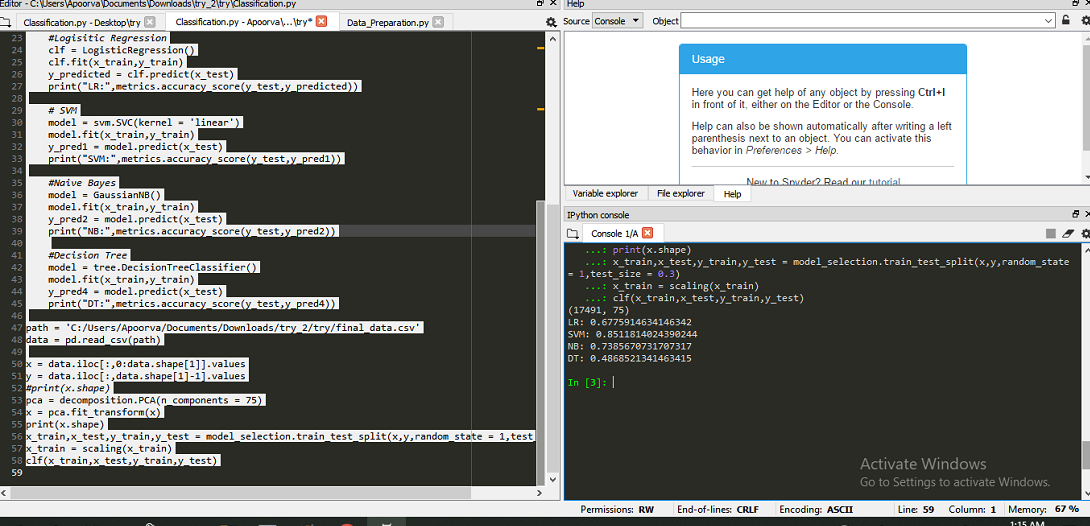 Editor - C:\Users\Apoorva\Documents\Downloads\try_2\try\Classification.py
Classification.py - Desktop\try
Classification.py - Apoorva\...\try*
Data_Preparation.py
23 #Logisitic Regression
24 clf = LogisticRegression()
25 clf.fit(x_train,y_train)
26 y_predicted = clf.predict(x_test)
27 print("LR:",metrics.accuracy_score(y_test,y_predicted))
28
29 # SVM
30 model = svm.SVC(kernel = 'linear')
31 model.fit(x_train,y_train)
32 y_pred1 = model.predict(x_test)
33 print("SVM:",metrics.accuracy_score(y_test,y_pred1))
34
35 #Naive Bayes
36 model = GaussianNB()
37 model.fit(x_train,y_train)
38 y_pred2 = model.predict(x_test)
39 print("NB:",metrics.accuracy_score(y_test,y_pred2))
40
41 #Decision Tree
42 model = tree.DecisionTreeClassifier()
43 model.fit(x_train,y_train)
44 y_pred4 = model.predict(x_test)
45 print("DT:",metrics.accuracy_score(y_test,y_pred4))
46
47 path = 'C:/Users/Apoorva/Documents/Downloads/try_2/try/final_data.csv'
48 data = pd.read_csv(path)
49
50 x = data.iloc[:,0:data.shape[1]].values
51 y = data.iloc[:,data.shape[1]-1].values
52 #print(x.shape)
53 pca = decomposition.PCA(n_components = 75)
54 x = pca.fit_transform(x)
55 print(x.shape)
56 x_train,x_test,y_train,y_test = model_selection.train_test_split(x,y,random_state = 1,test_
57 x_train = scaling(x_train)
58 clf(x_train,x_test,y_train,y_test)
59
Help
Source Console Object
Usage
Here you can get help of any object by pressing Ctrl+I
in front of it, either on the Editor or the Console.
Help can also be shown automatically after writing a left
parenthesis next to an object. You can activate this
behavior in Preferences > Help.
New to Spyder? Read our tutorial
Variable explorer File explorer Help
IPython console
Console 1/A
...: print(x.shape)
...: x_train,x_test,y_train,y_test = model_selection.train_test_split(x,y,random_state
= 1,test_size = 0.3)
...: x_train = scaling(x_train)
...: clf(x_train,x_test,y_train,y_test)
(17491, 75)
LR: 0.6775914634146342
SVM: 0.8511814024390244
NB: 0.7385670731707317
DT: 0.4868521341463415
In [3]:
Activate Windows
Go to Settings to activate Windows.
Permissions: RW End-of-lines: CRLF Encoding: ASCII Line: 59 Column: 1 Memory: 67 %
1:15 AM